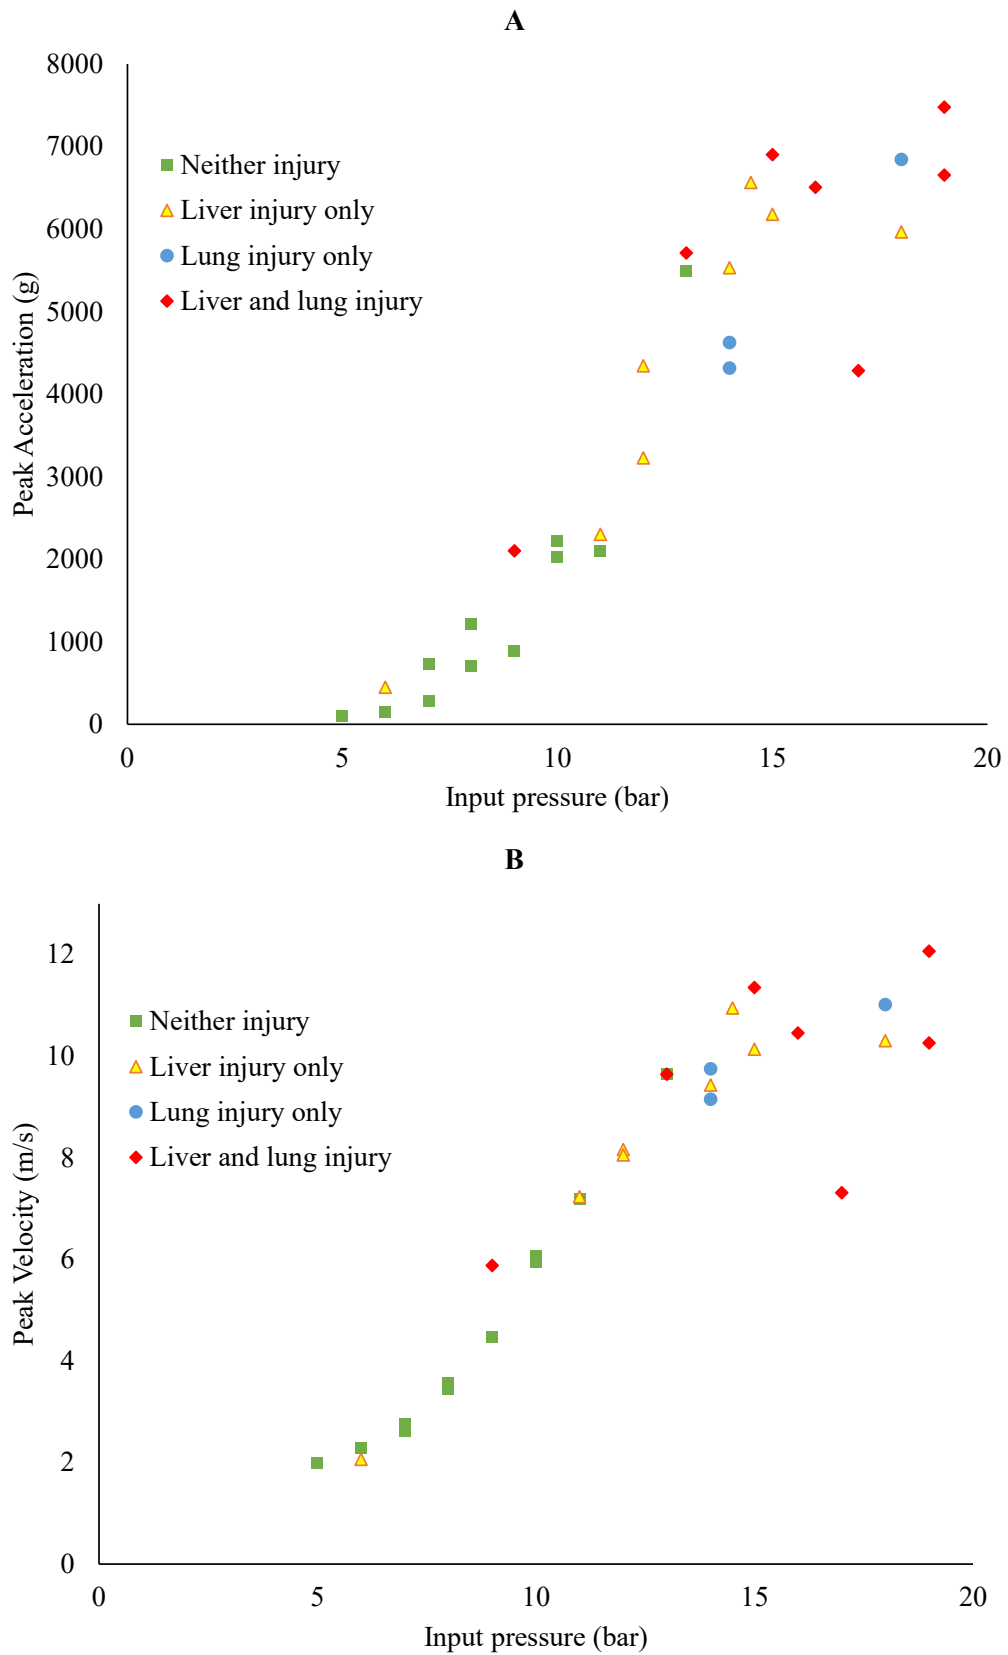 A
8000
7000
6000
5000
4000
3000
2000
1000
0
Peak Acceleration (g)
Neither injury
Liver injury only
Lung injury only
Liver and lung injury
0 5 10 15 20
Input pressure (bar)
B
12
10
8
6
4
2
0
Peak Velocity (m/s)
Neither injury
Liver injury only
Lung injury only
Liver and lung injury
0 5 10 15 20
Input pressure (bar)